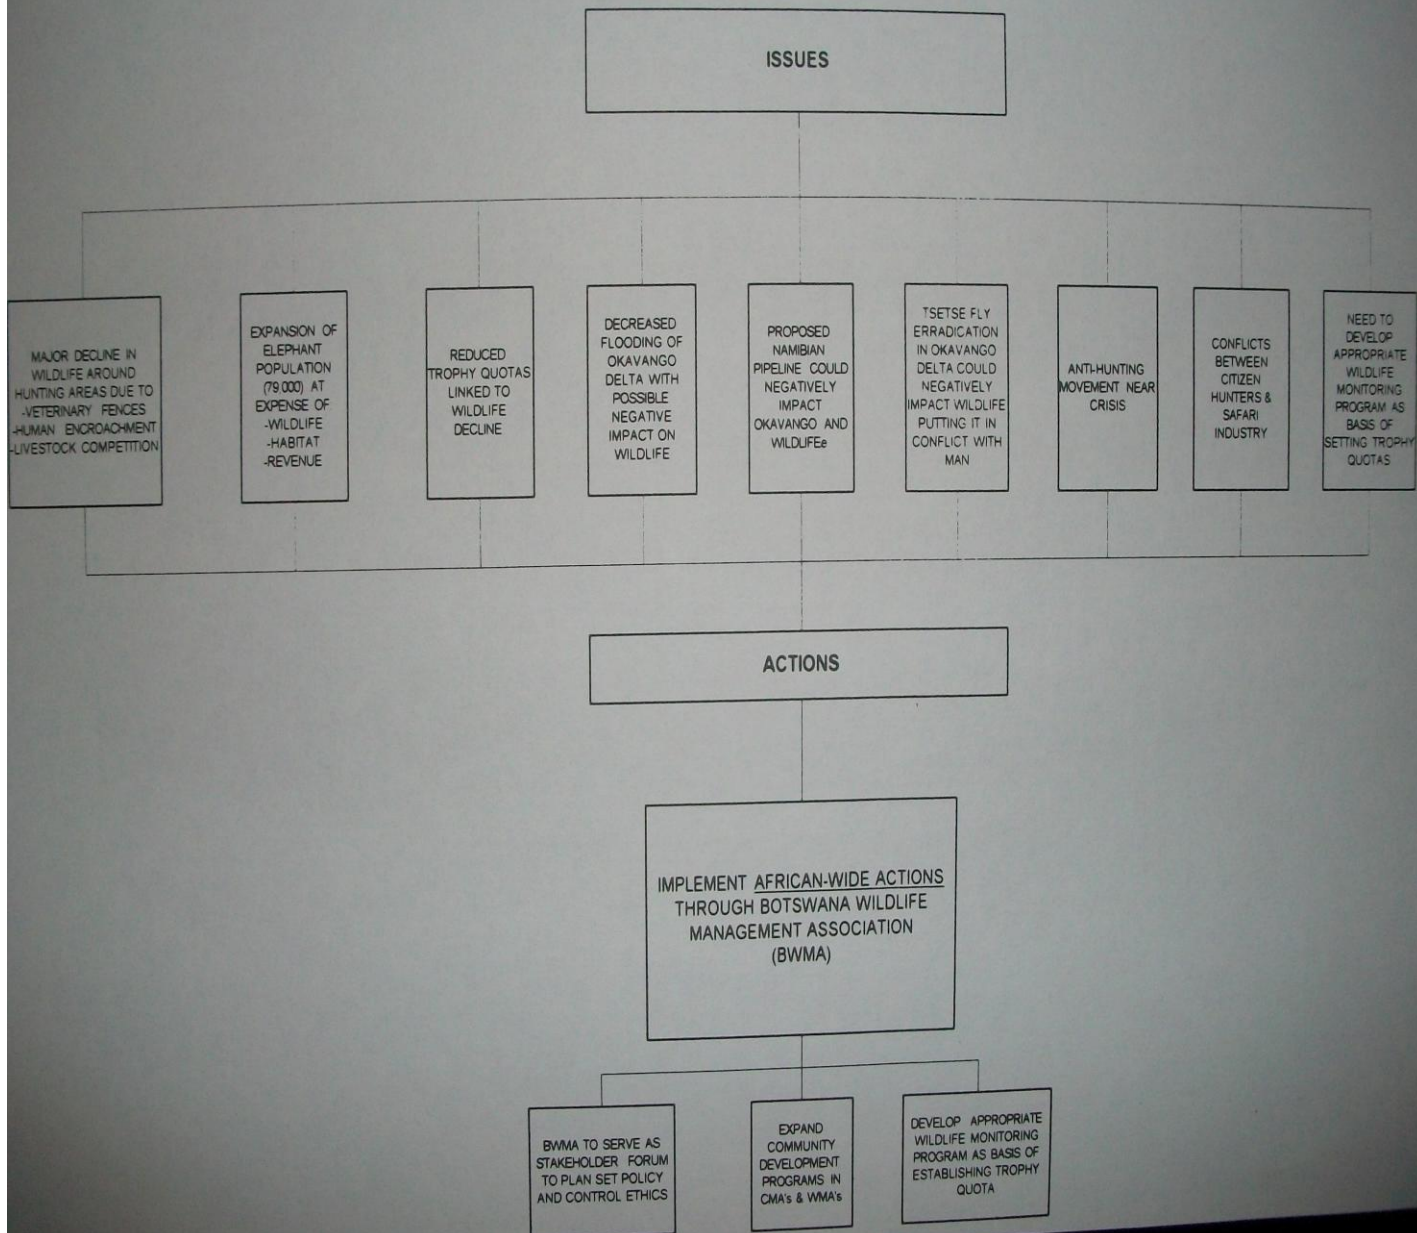 ISSUES
MAJOR DECLINE IN
WILDLIFE AROUND
HUNTING AREAS DUE TO
-VETERINARY FENCES
-HUMAN ENCROACHMENT
-LIVESTOCK COMPETITION
EXPANSION OF
ELEPHANT
POPULATION
(79 000) AT
EXPENSE OF
-WILDLIFE
-HABITAT
-REVENUE
REDUCED
TROPHY QUOTAS
LINKED TO
WILDLIFE
DECLINE
DECREASED
FLOODING OF
OKAVANGO
DELTA WITH
POSSIBLE
NEGATIVE
IMPACT ON
WILDLIFE
PROPOSED
NAMIBIAN
PIPELINE COULD
NEGATIVELY
IMPACT
OKAVANGO AND
WILDLIFEe
TSETSE FLY
ERRADICATION
IN OKAVANGO
DELTA COULD
NEGATIVELY
IMPACT WILDLIFE
PUTTING IT IN
CONFLICT WITH
MAN
ANTI-HUNTING
MOVEMENT NEAR
CRISIS
CONFLICTS
BETWEEN
CITIZEN
HUNTERS &
SAFARI
INDUSTRY
NEED TO
DEVELOP
APPROPRIATE
WILDLIFE
MONITORING
PROGRAM AS
BASIS OF
SETTING TROPHY
QUOTAS
ACTIONS
IMPLEMENT AFRICAN-WIDE ACTIONS
THROUGH BOTSWANA WILDLIFE
MANAGEMENT ASSOCIATION
(BWMA)
BWMA TO SERVE AS
STAKEHOLDER FORUM
TO PLAN SET POLICY
AND CONTROL ETHICS
EXPAND
COMMUNITY
DEVELOPMENT
PROGRAMS IN
CMA's & WMA's
DEVELOP APPROPRIATE
WILDLIFE MONITORING
PROGRAM AS BASIS OF
ESTABLISHING TROPHY
QUOTA